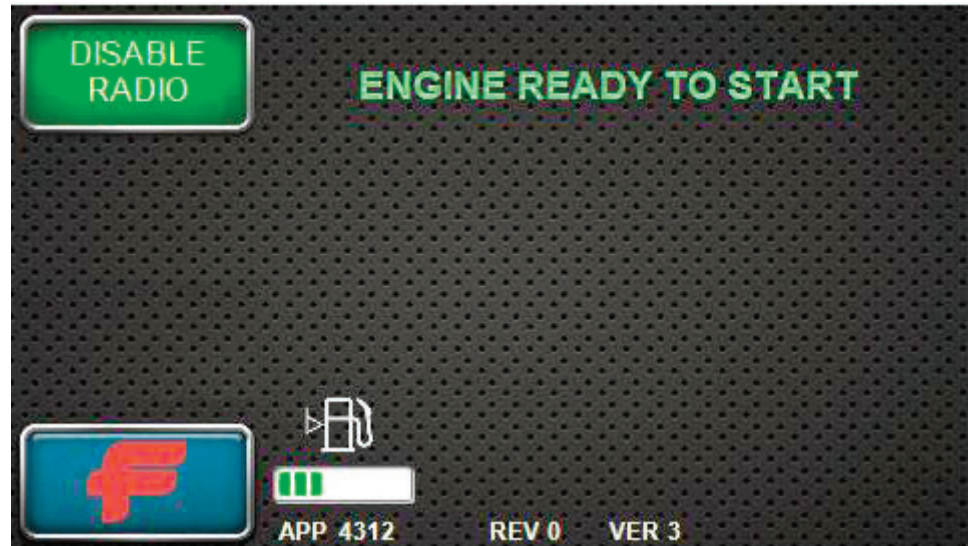 DISABLE
RADIO
ENGINE READY TO START
APP 4312 REV 0 VER 3